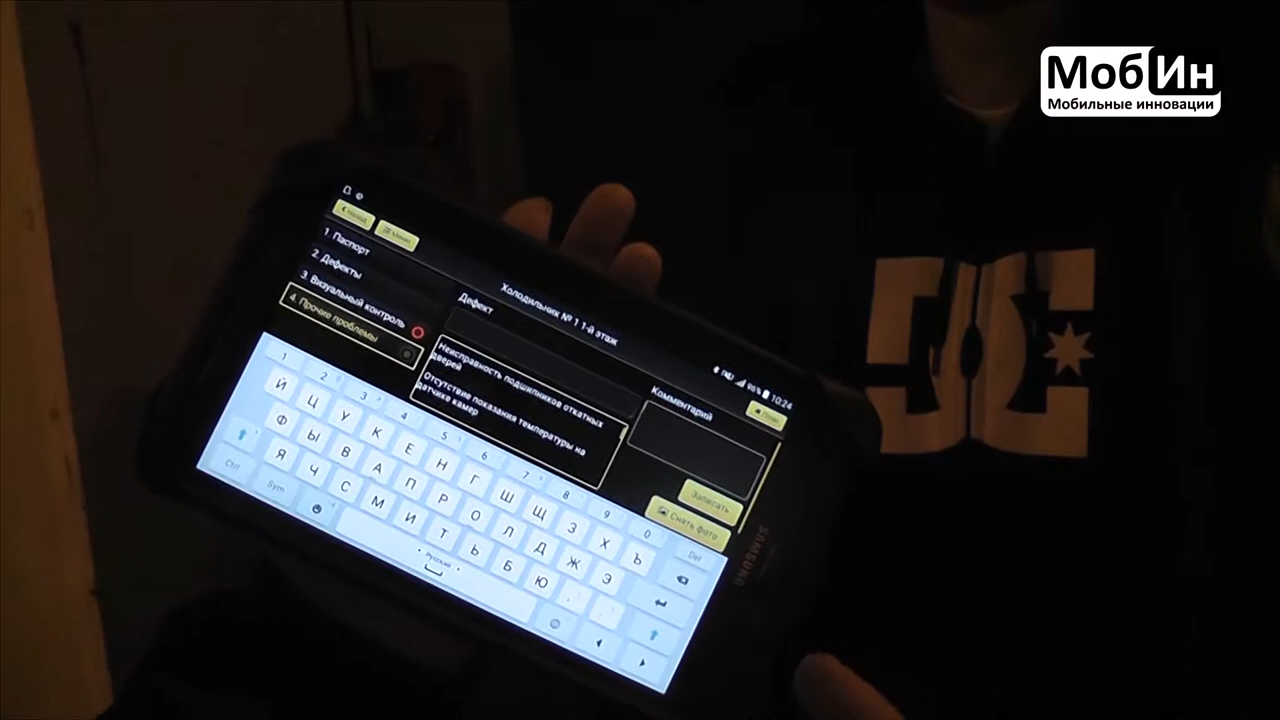 МобИн
Мобильные инновации
Назад
Меню
1. Паспорт
2. Дефекты
3. Визуальный контроль
4. Прочие проблемы
Холодильник № 1 1-й этаж
96% 10:24
Дефект
Неисправность подшипников откатных
дверей
Отсутствие показания температуры на
датчике камер
Комментарий
Записать
Снять фото
1 2 3 4 5 6 7 8 9 0 Del
Й Ц У К Е Н Г Ш Щ З Х Ъ
Ф Ы В А П Р О Л Д Ж Э
Я Ч С М И Т Ь Б Ю
Ctrl Sym Русский
SAMSUNG
DC